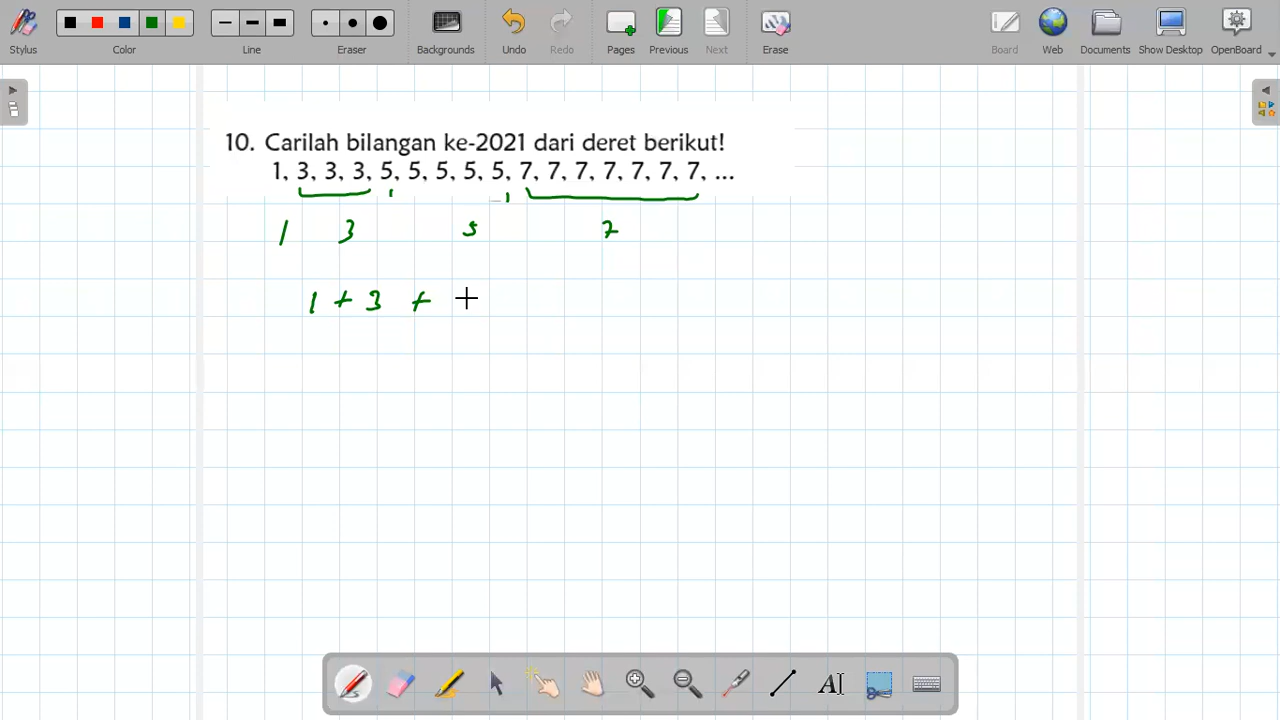 Stylus Color Line Eraser Backgrounds Undo Redo Pages Previous Next Erase Board Web Documents Show Desktop OpenBoard
10. Carilah bilangan ke-2021 dari deret berikut!
1, 3, 3, 3, 5, 5, 5, 5, 5, 7, 7, 7, 7, 7, 7, 7, ...
1 3 5 7
1 + 3 +